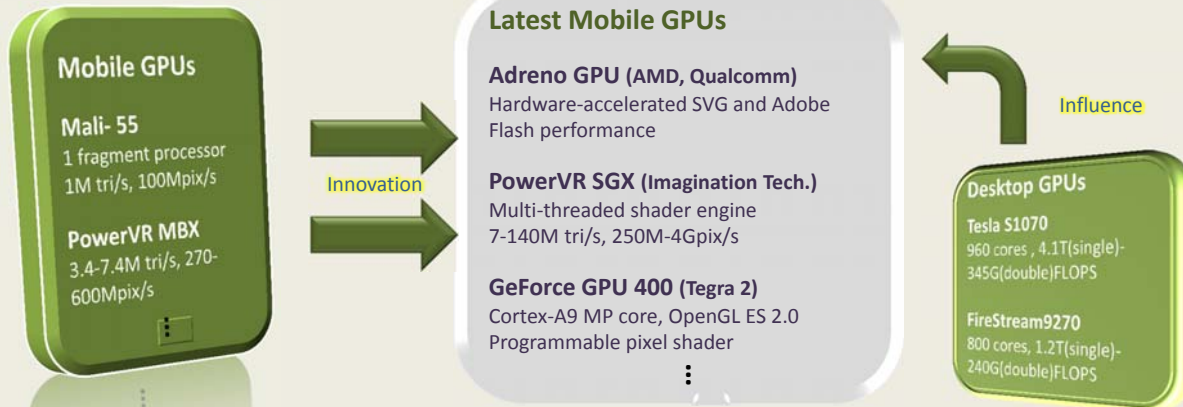 Mobile GPUs
Mali- 55
1 fragment processor
1M tri/s, 100Mpix/s
PowerVR MBX
3.4-7.4M tri/s, 270-
600Mpix/s
Innovation
Latest Mobile GPUs
Adreno GPU (AMD, Qualcomm)
Hardware-accelerated SVG and Adobe
Flash performance
PowerVR SGX (Imagination Tech.)
Multi-threaded shader engine
7-140M tri/s, 250M-4Gpix/s
GeForce GPU 400 (Tegra 2)
Cortex-A9 MP core, OpenGL ES 2.0
Programmable pixel shader
Influence
Desktop GPUs
Tesla S1070
960 cores , 4.1T(single)-
345G(double)FLOPS
FireStream9270
800 cores, 1.2T(single)-
240G(double)FLOPS